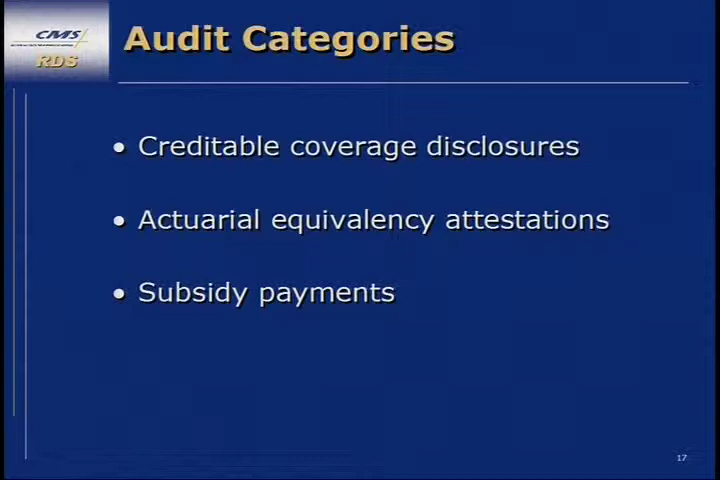 CMS
RDS
Audit Categories
• Creditable coverage disclosures
• Actuarial equivalency attestations
• Subsidy payments
17